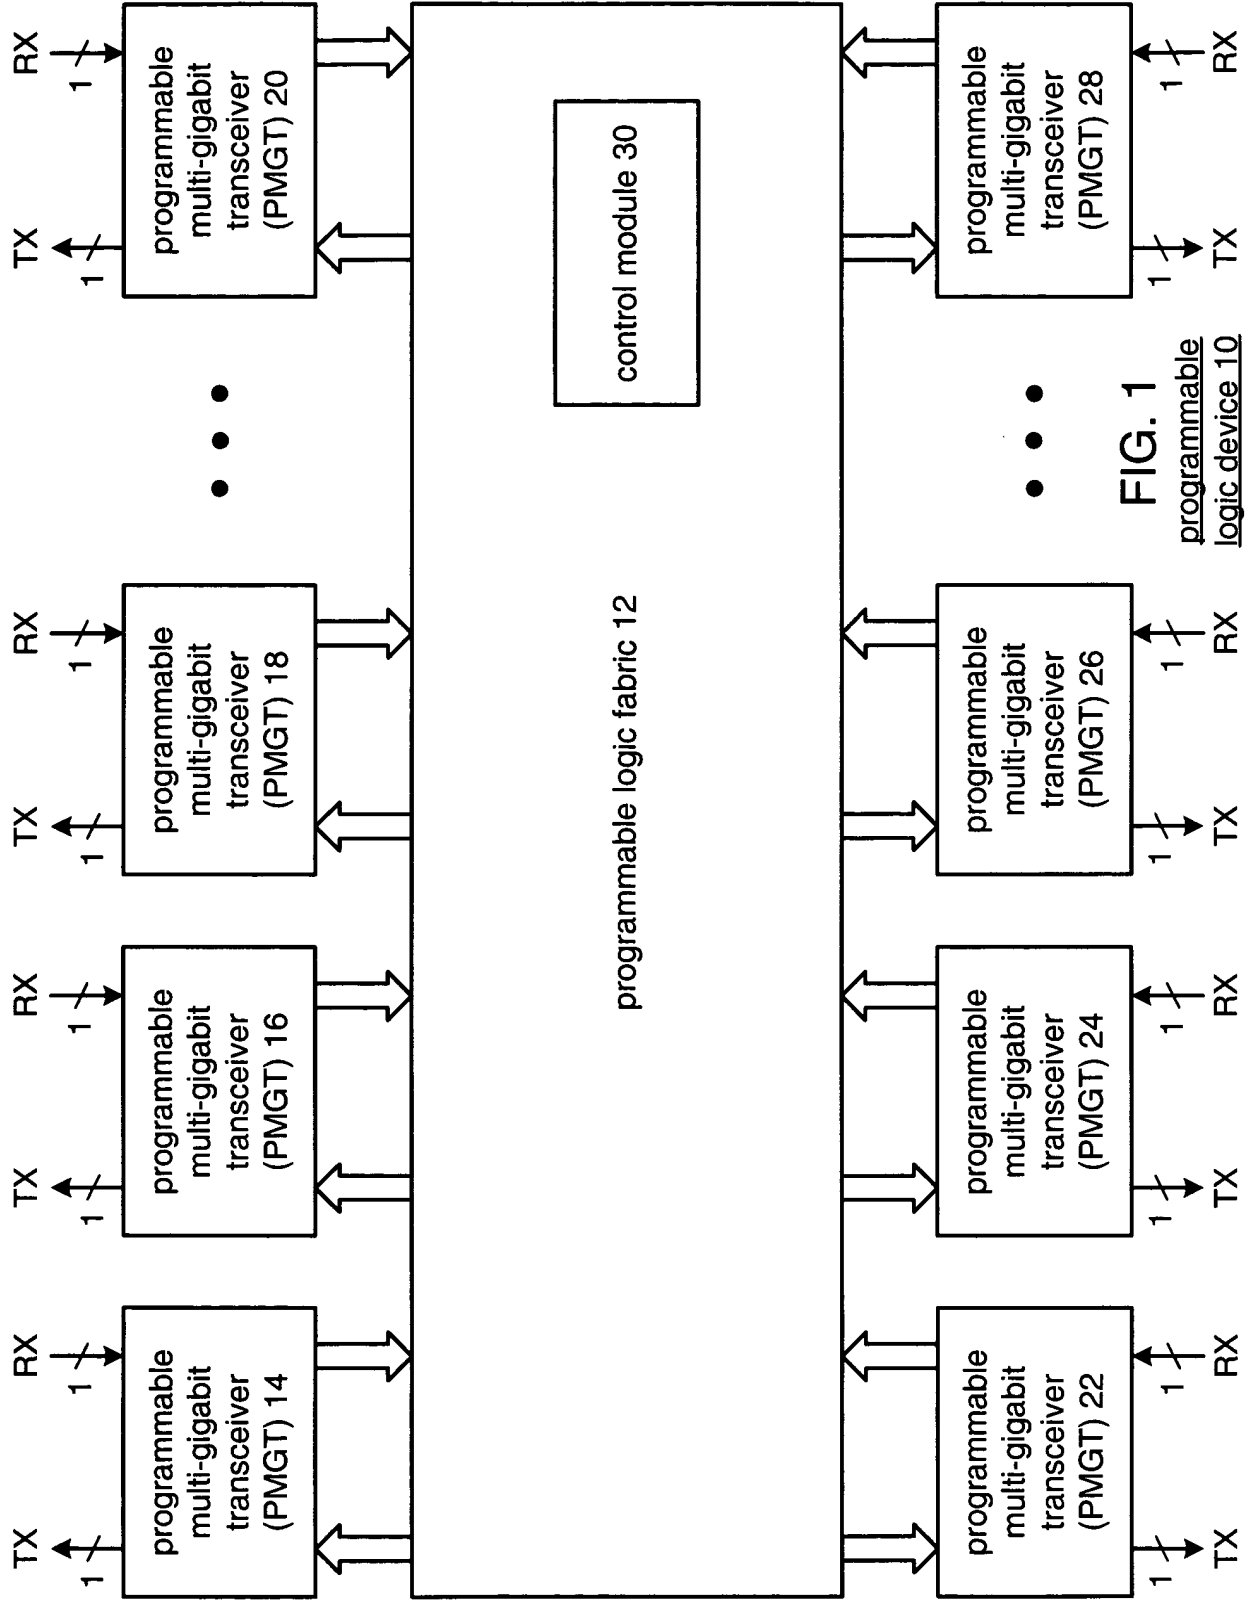 TX
RX
TX
RX
TX
RX
TX
RX
1
1
1
1
1
1
1
1
programmable
multi-gigabit
transceiver
(PMGT) 14
programmable
multi-gigabit
transceiver
(PMGT) 16
programmable
multi-gigabit
transceiver
(PMGT) 18
programmable
multi-gigabit
transceiver
(PMGT) 20
programmable logic fabric 12
control module 30
programmable
multi-gigabit
transceiver
(PMGT) 22
programmable
multi-gigabit
transceiver
(PMGT) 24
programmable
multi-gigabit
transceiver
(PMGT) 26
programmable
multi-gigabit
transceiver
(PMGT) 28
1
1
1
1
1
1
1
1
TX
RX
TX
RX
TX
RX
TX
RX
FIG. 1
programmable
logic device 10